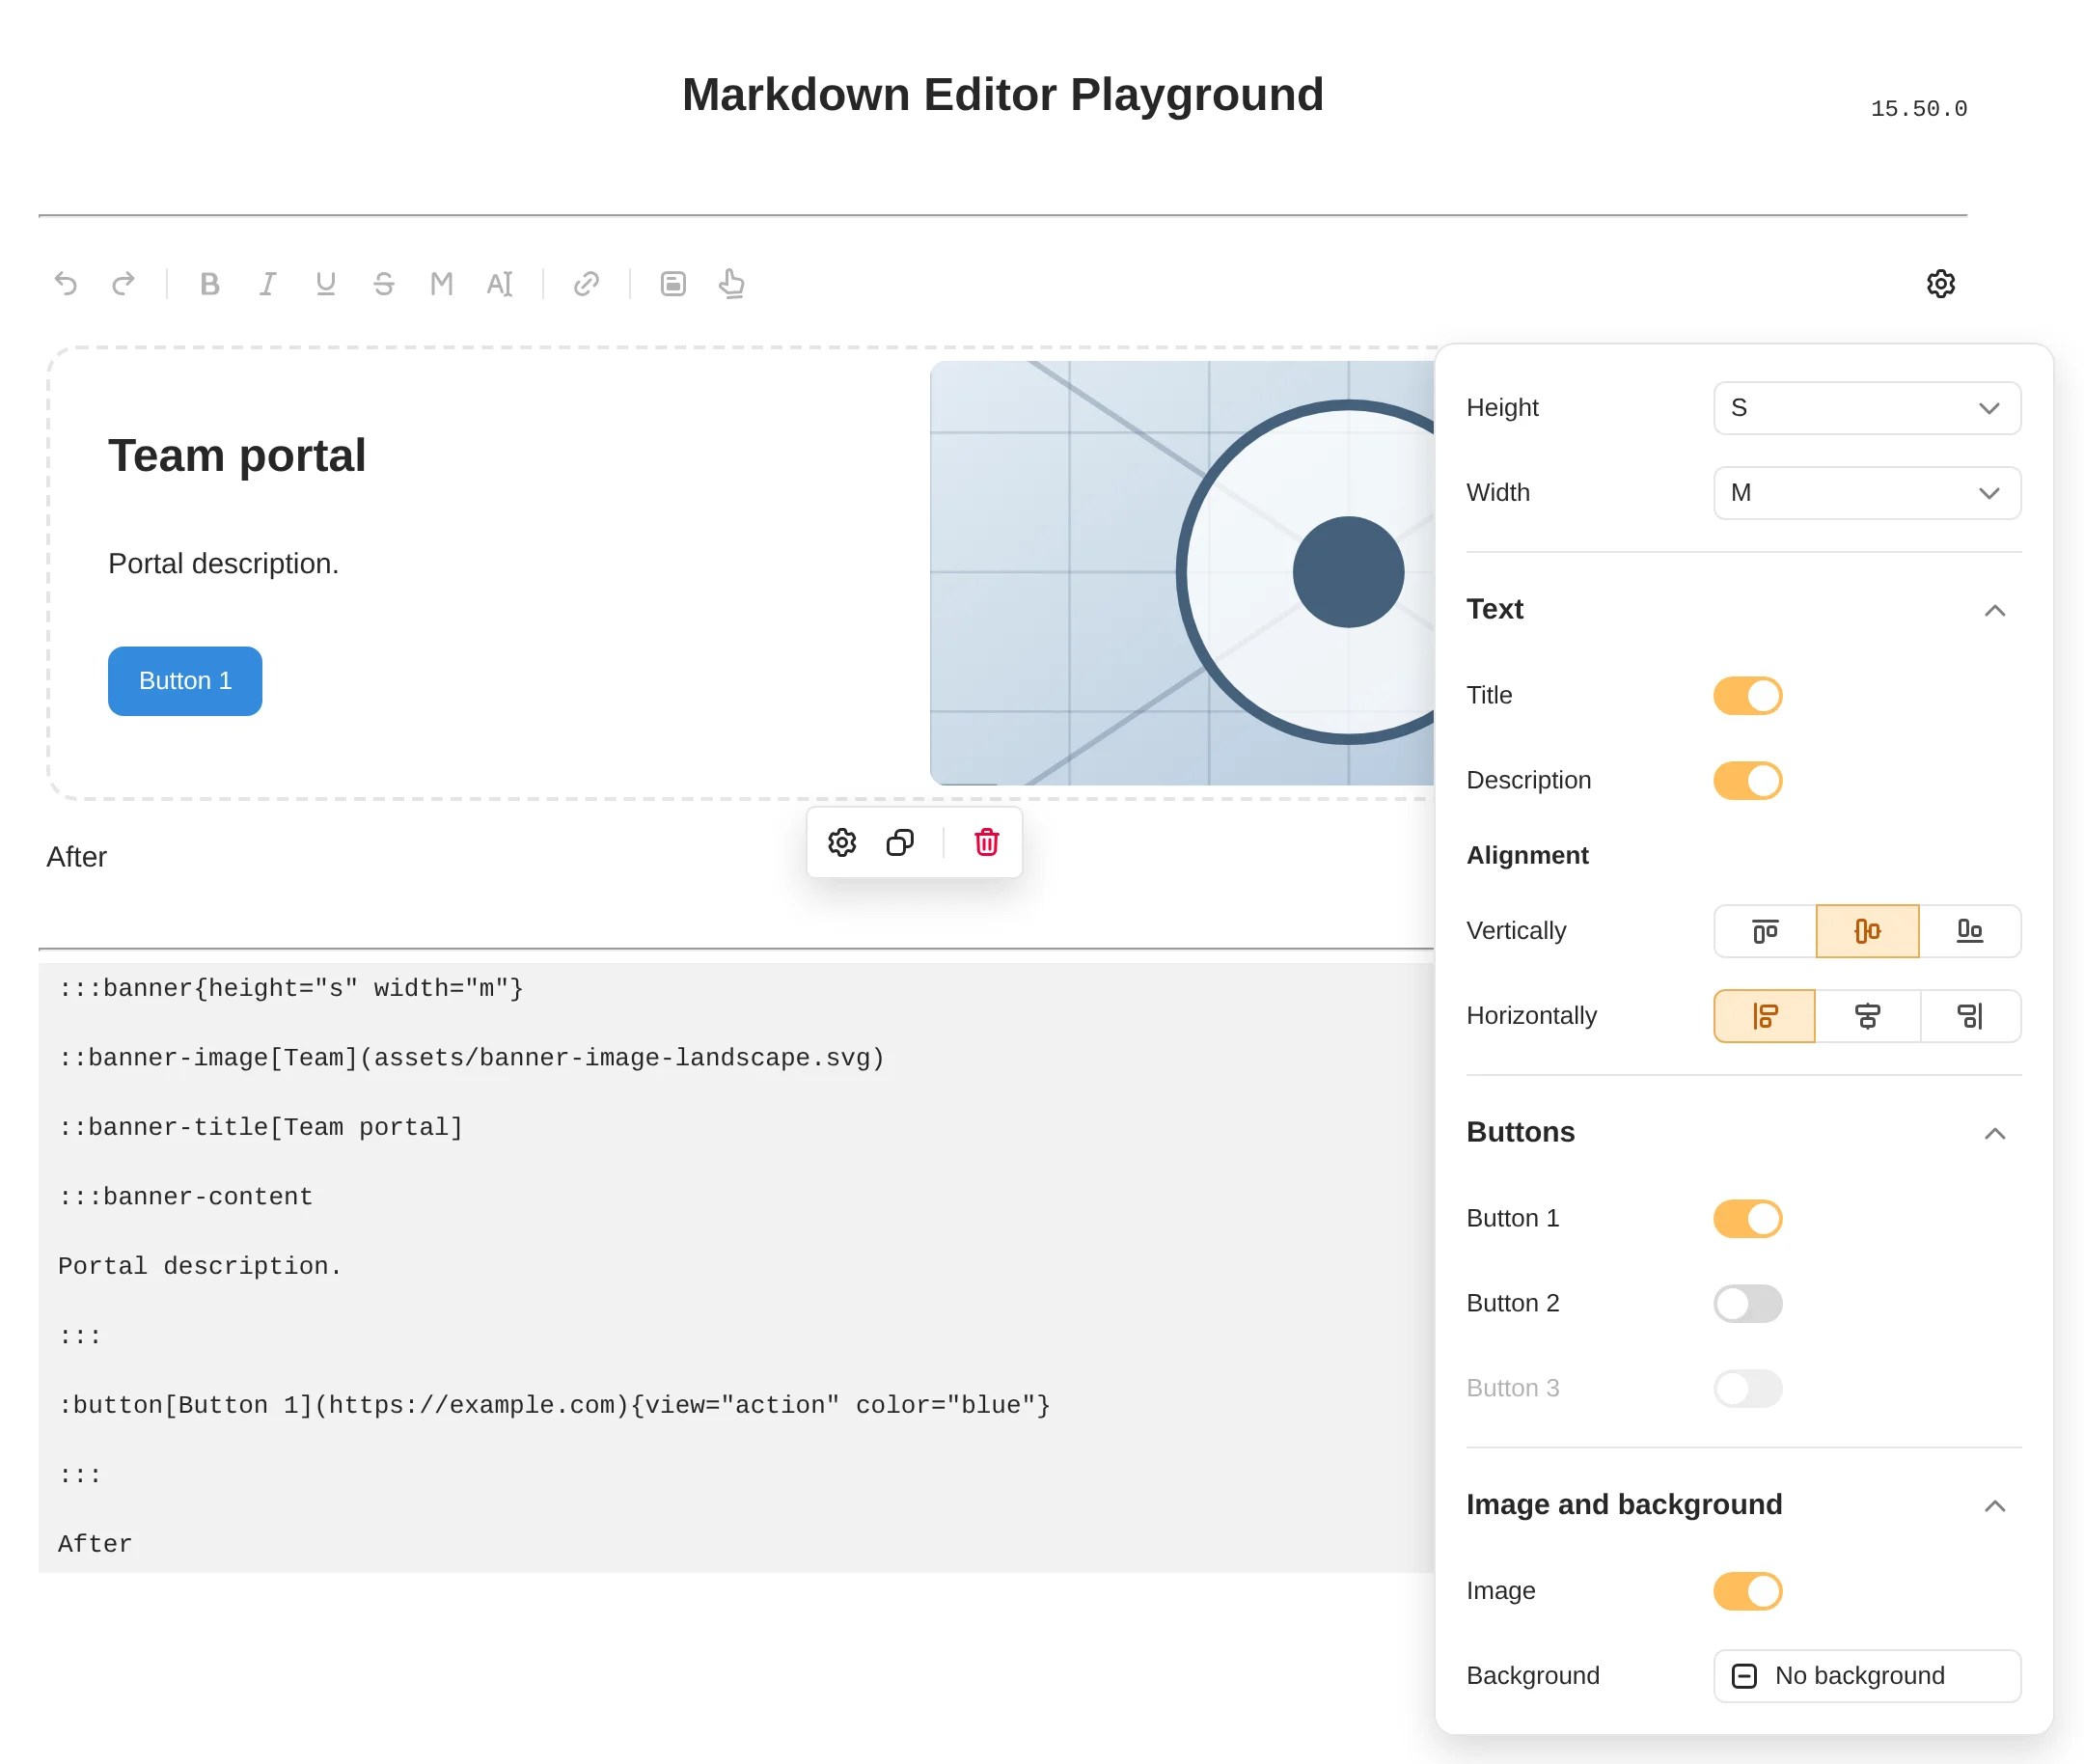 Markdown Editor Playground
15.50.0
Team portal
Portal description.
Button 1
After
:::banner{height="s" width="m"}
::banner-image[Team](assets/banner-image-landscape.svg)
::banner-title[Team portal]
:::banner-content
Portal description.
:::
:button[Button 1](https://example.com){view="action" color="blue"}
:::
After
Height S
Width M
Text
Title
Description
Alignment
Vertically
Horizontally
Buttons
Button 1
Button 2
Button 3
Image and background
Image
Background No background